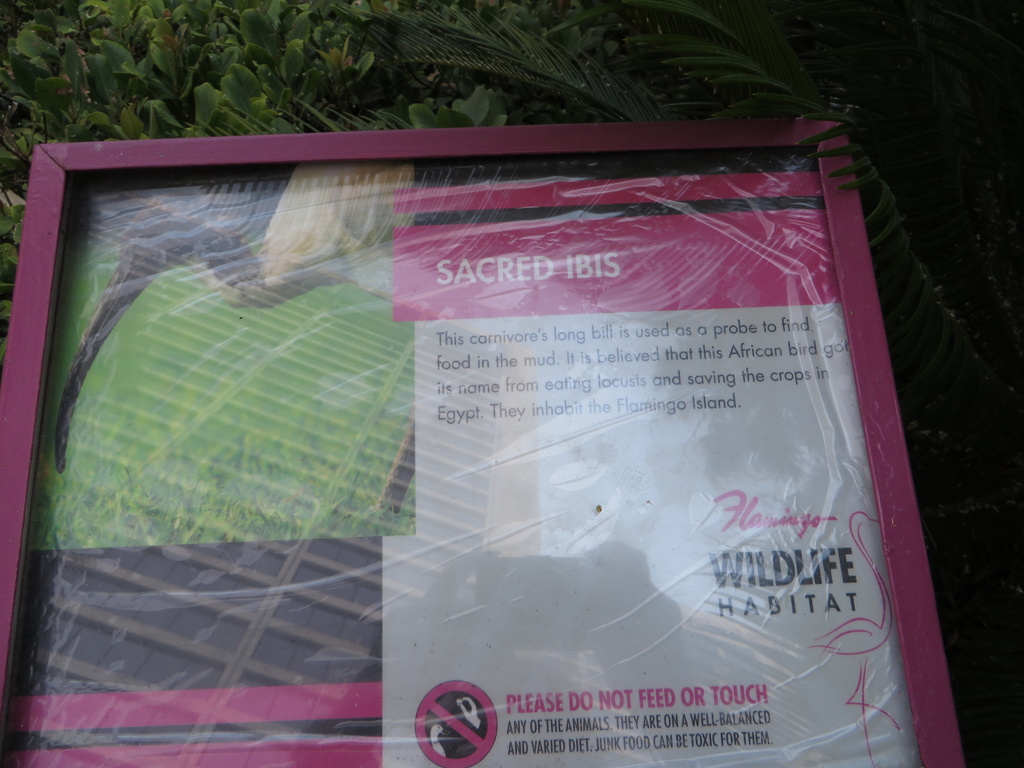 SACRED IBIS
This carnivore's long bill is used as a probe to find
food in the mud. It is believed that this African bird got
its name from eating locusts and saving the crops in
Egypt. They inhabit the Flamingo Island.
Flamingo
WILDLIFE
HABITAT
PLEASE DO NOT FEED OR TOUCH
ANY OF THE ANIMALS. THEY ARE ON A WELL-BALANCED
AND VARIED DIET. JUNK FOOD CAN BE TOXIC FOR THEM.